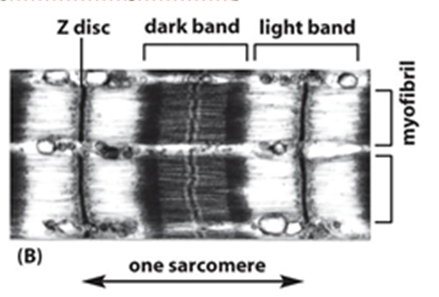 Z disc
dark band
light band
myofibril
(B)
one sarcomere